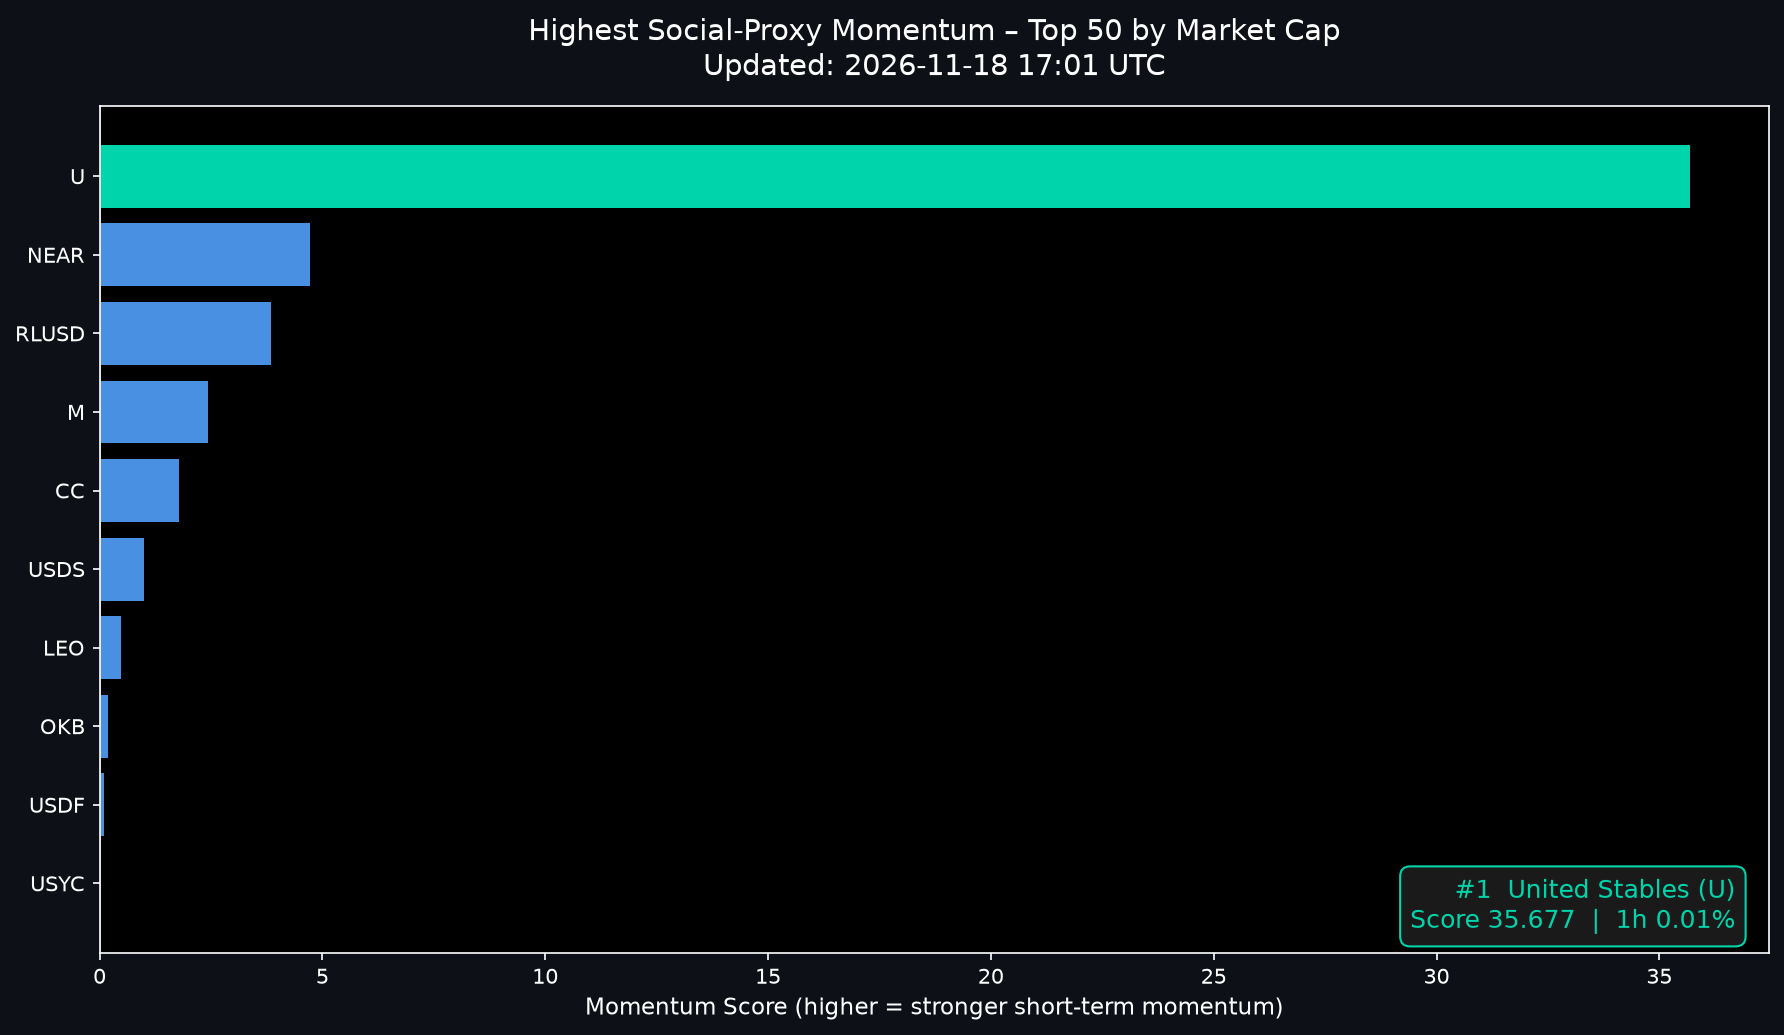 Highest Social-Proxy Momentum – Top 50 by Market Cap
Updated: 2026-11-18 17:01 UTC
U
NEAR
RLUSD
M
CC
USDS
LEO
OKB
USDF
USYC
#1  United Stables (U)
Score 35.677  |  1h 0.01%
0 5 10 15 20 25 30 35
Momentum Score (higher = stronger short-term momentum)